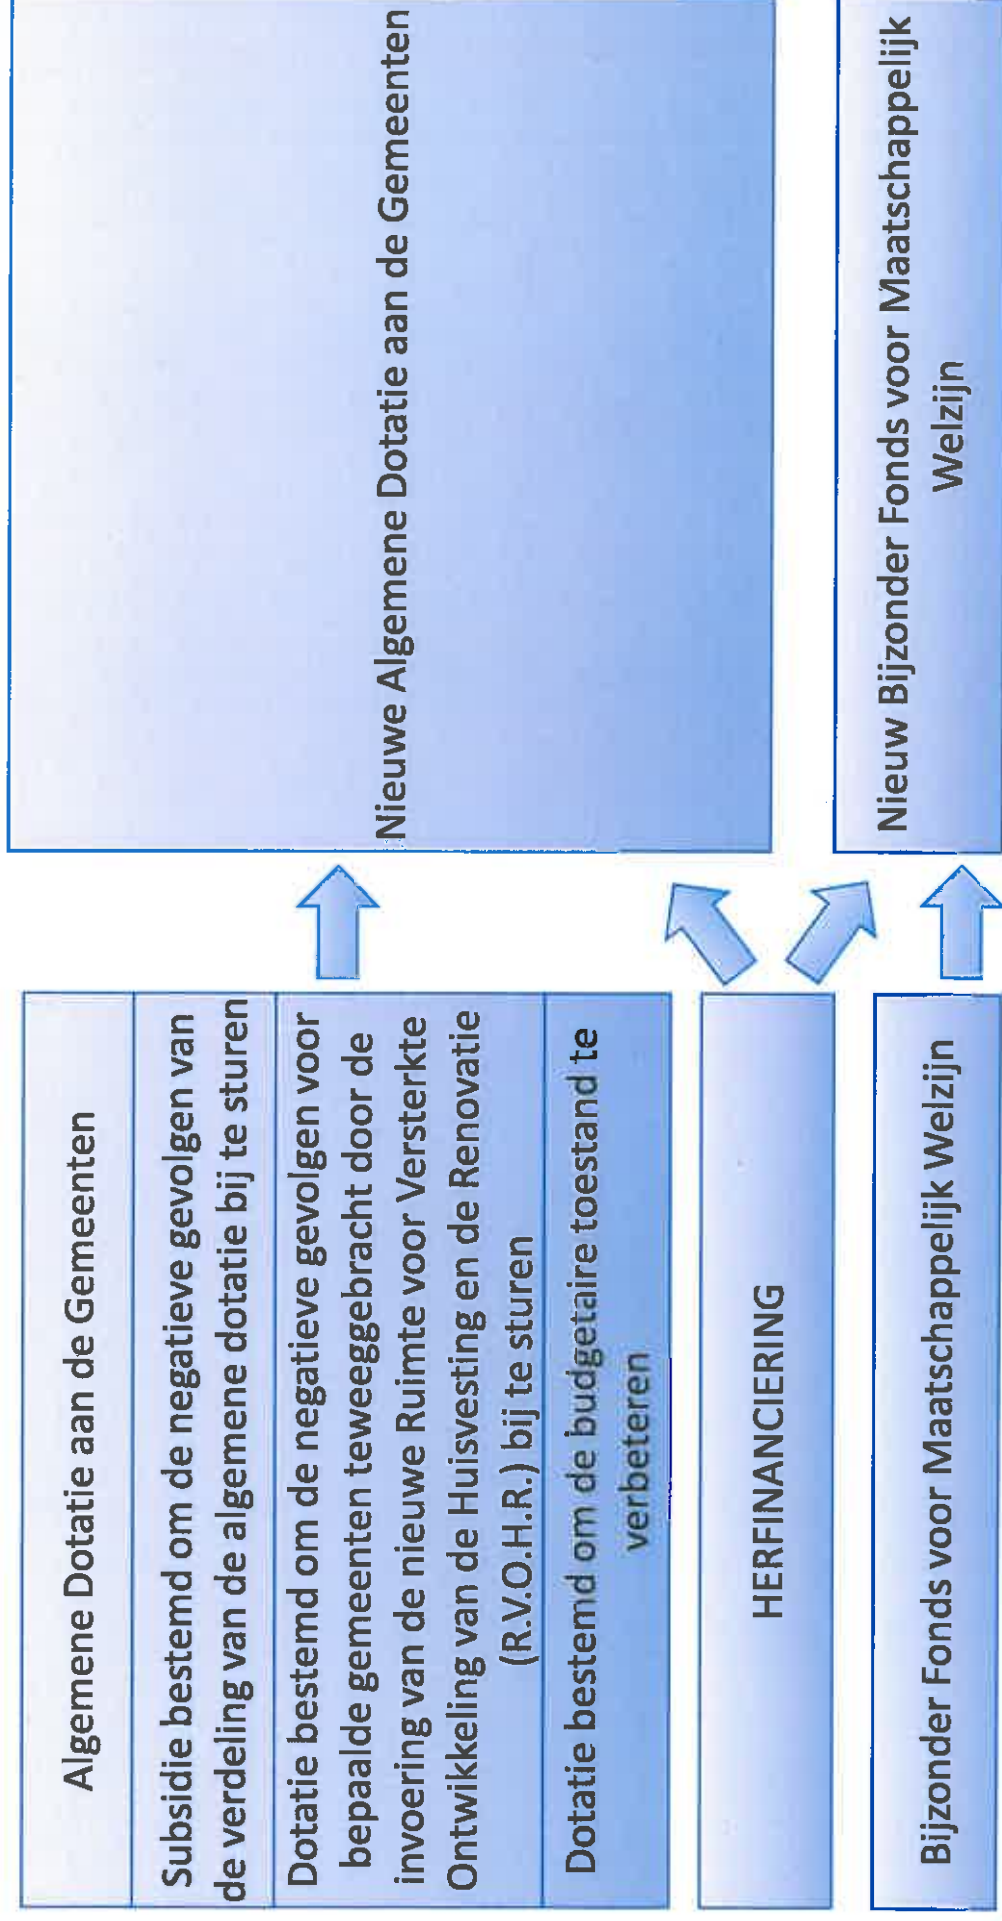 Algemene Dotatie aan de Gemeenten
Subsidie bestemd om de negatieve gevolgen van
de verdeling van de algemene dotatie bij te sturen
Dotatie bestemd om de negatieve gevolgen voor
bepaalde gemeenten teweeggebracht door de
invoering van de nieuwe Ruimte voor Versterkte
Ontwikkeling van de Huisvesting en de Renovatie
(R.V.O.H.R.) bij te sturen
Dotatie bestemd om de budgetaire toestand te
verbeteren
HERFINANCIERING
Bijzonder Fonds voor Maatschappelijk Welzijn
Nieuwe Algemene Dotatie aan de Gemeenten
Nieuw Bijzonder Fonds voor Maatschappelijk
Welzijn